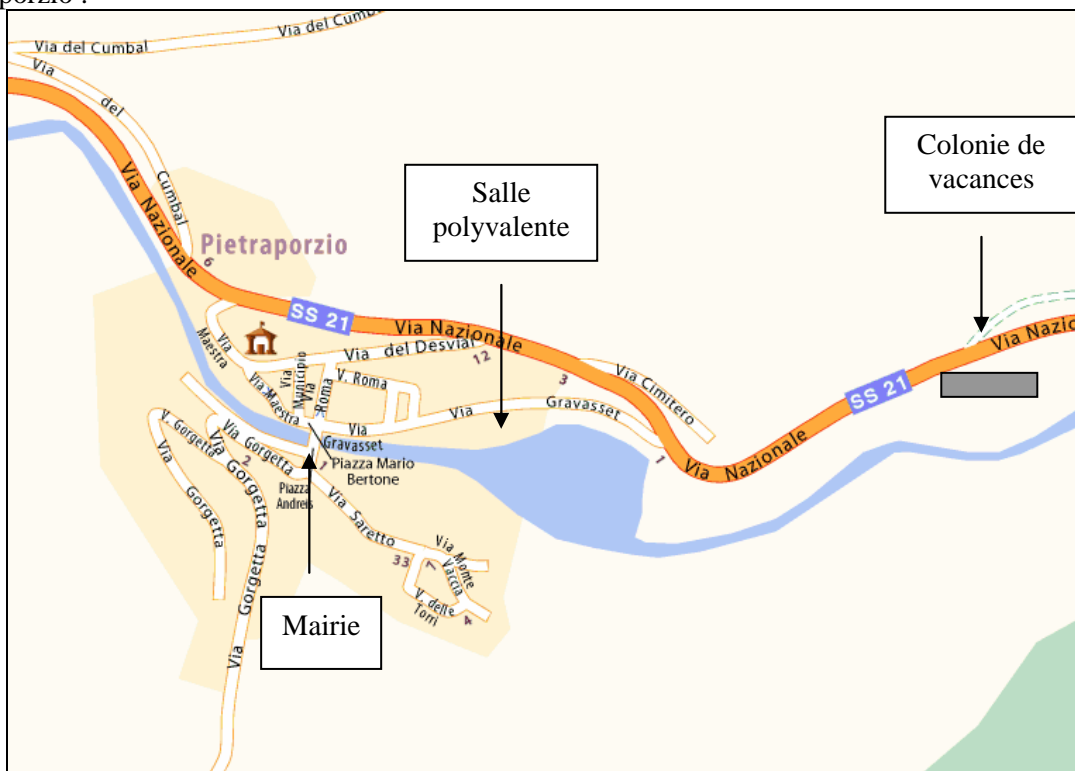 porzio :
Via del Cumbal
Via del Cumbal
Via del Cumbal
Colonie de
vacances
Salle
polyvalente
Via Nazionale
Pietraporzio
6
SS 21
Via Nazionale
Via Nazionale
Via Maestra
Via del Desviar
12
Via Municipio
Via Roma
V. Roma
Via Maestra
3
Via Cimitero
SS 21
Via Gravasset
Via
Gravasset
1
Via Nazionale
V. Gorgetta
Via Gorgetta
2
1
Piazza Mario
Bertone
Piazza
Andreis
Via Gorgetta
Via Gorgetta
Gorgetta
Via
Via Saretto
33
7
Via Monte
Vaccia
V. delle
Torri
4
Mairie